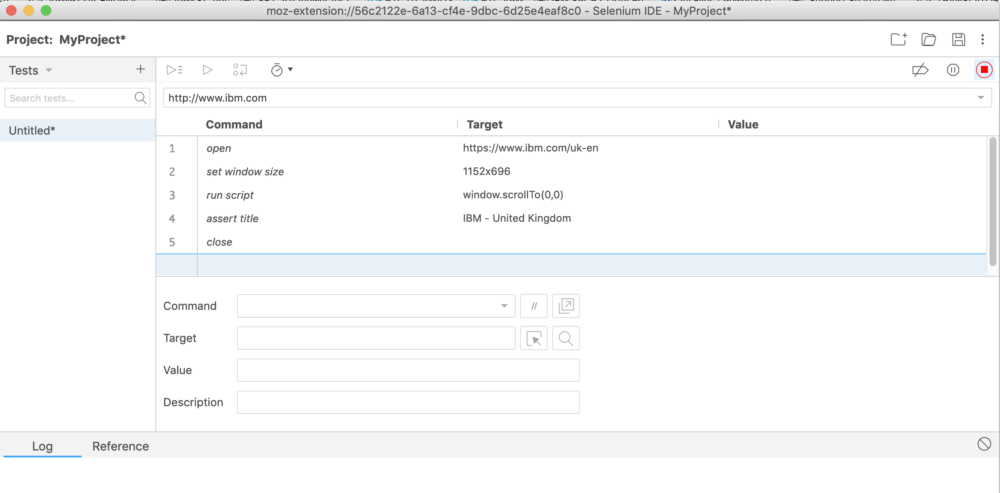 moz-extension://56c2122e-6a13-cf4e-9dbc-6d25e4eaf8c0 - Selenium IDE - MyProject*
Project: MyProject*
Tests
Search tests...
Untitled*
http://www.ibm.com
Command Target Value
1 open https://www.ibm.com/uk-en
2 set window size 1152x696
3 run script window.scrollTo(0,0)
4 assert title IBM - United Kingdom
5 close
Command //
Target
Value
Description
Log Reference